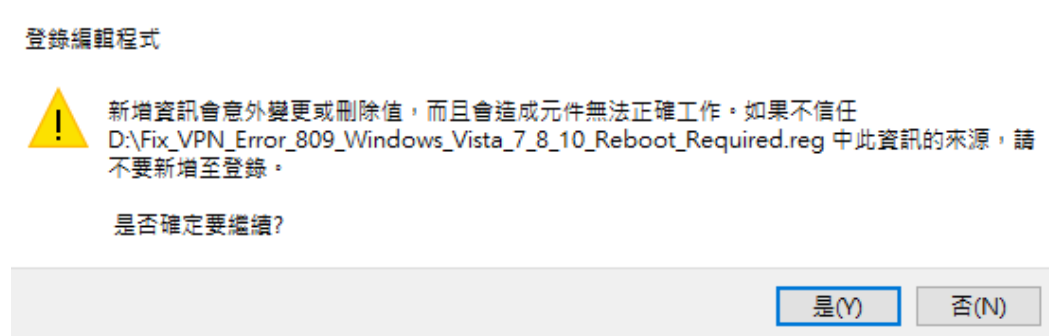 登錄編輯程式
新增資訊會意外變更或刪除值，而且會造成元件無法正確工作。如果不信任
D:\Fix_VPN_Error_809_Windows_Vista_7_8_10_Reboot_Required.reg 中此資訊的來源，請
不要新增至登錄。
是否確定要繼續?
是(Y)
否(N)